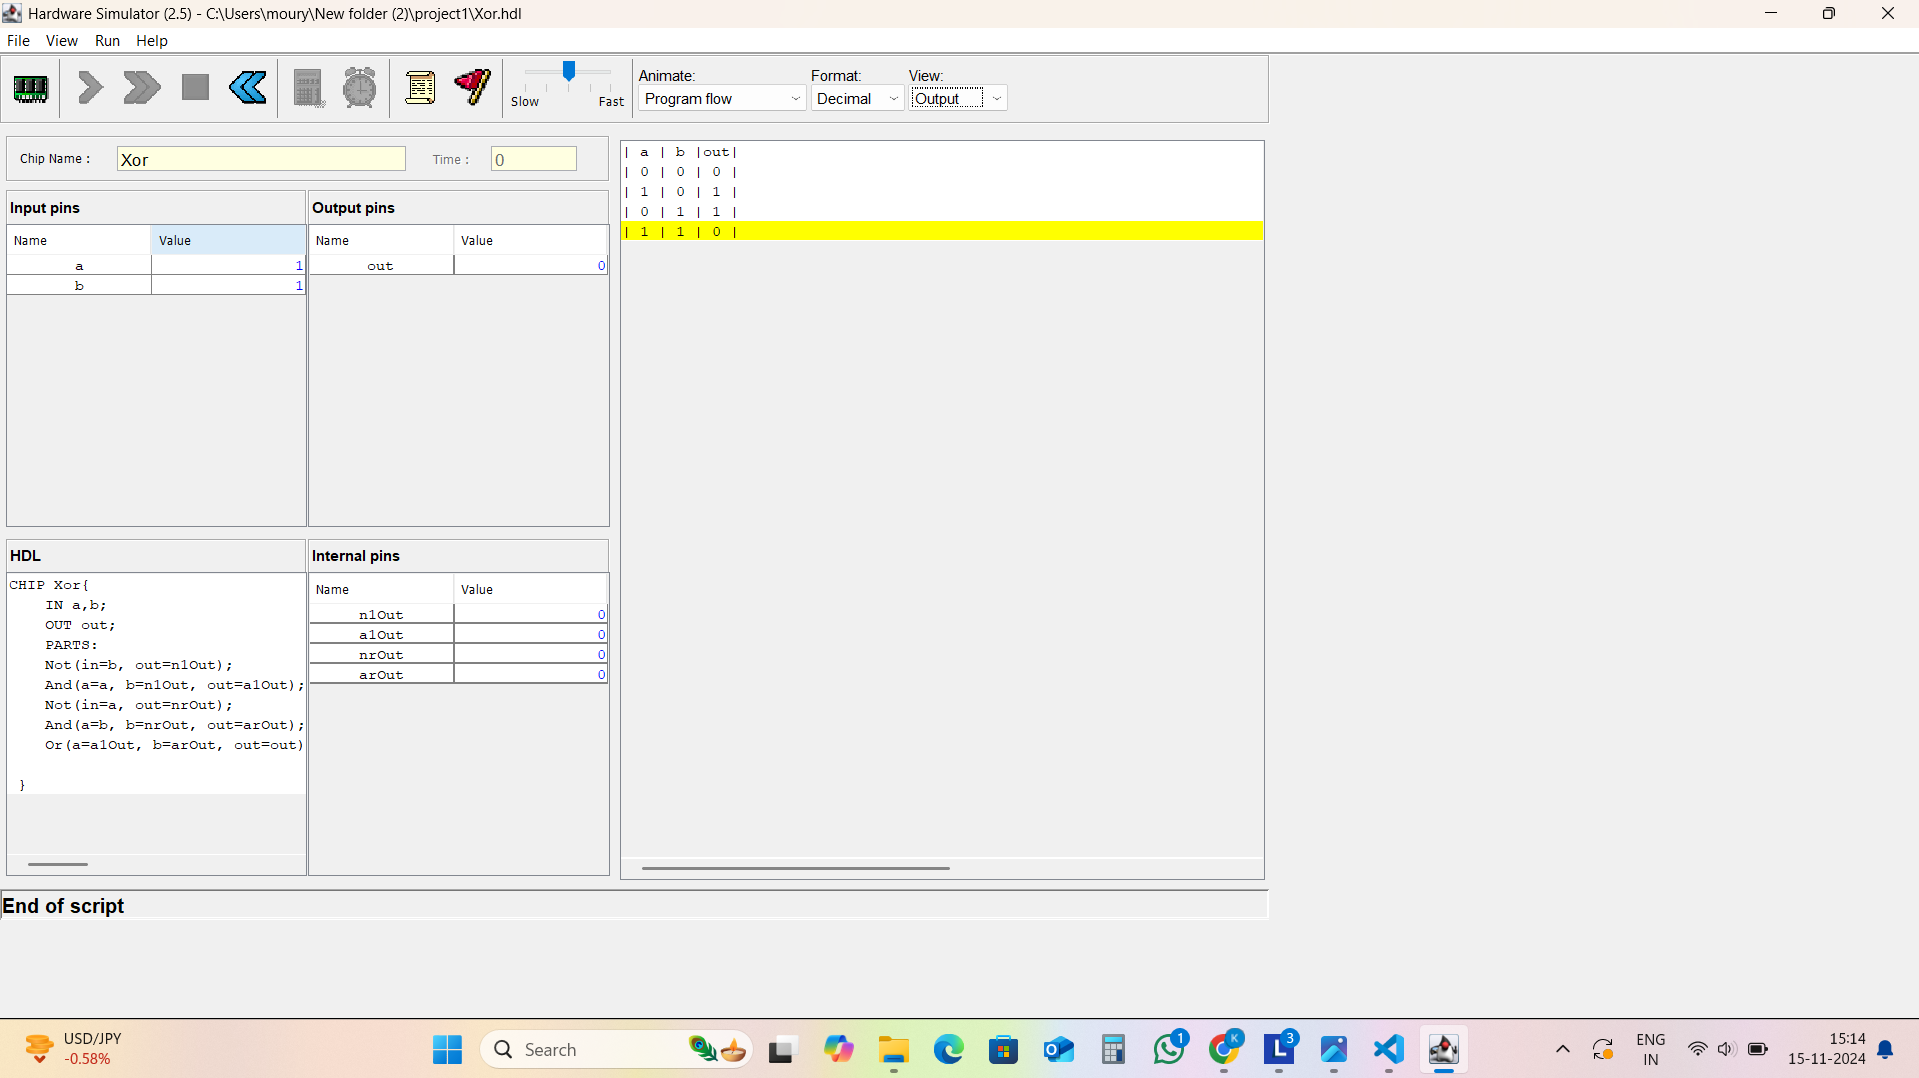 Hardware Simulator (2.5) - C:\Users\moury\New folder (2)\project1\Xor.hdl
File View Run Help
Slow Fast
Animate: Format: View:
Program flow Decimal Output
Chip Name : Xor Time : 0
Input pins
Name Value
a 1
b 1
Output pins
Name Value
out 0
HDL
CHIP Xor{
IN a,b;
OUT out;
PARTS:
Not(in=b, out=n1Out);
And(a=a, b=n1Out, out=a1Out);
Not(in=a, out=nrOut);
And(a=b, b=nrOut, out=arOut);
Or(a=a1Out, b=arOut, out=out)
}
Internal pins
Name Value
n1Out 0
a1Out 0
nrOut 0
arOut 0
| a | b |out|
| 0 | 0 | 0 |
| 1 | 0 | 1 |
| 0 | 1 | 1 |
| 1 | 1 | 0 |
End of script
USD/JPY
-0.58%
Search
1
K
L 3
ENG
IN
15:14
15-11-2024